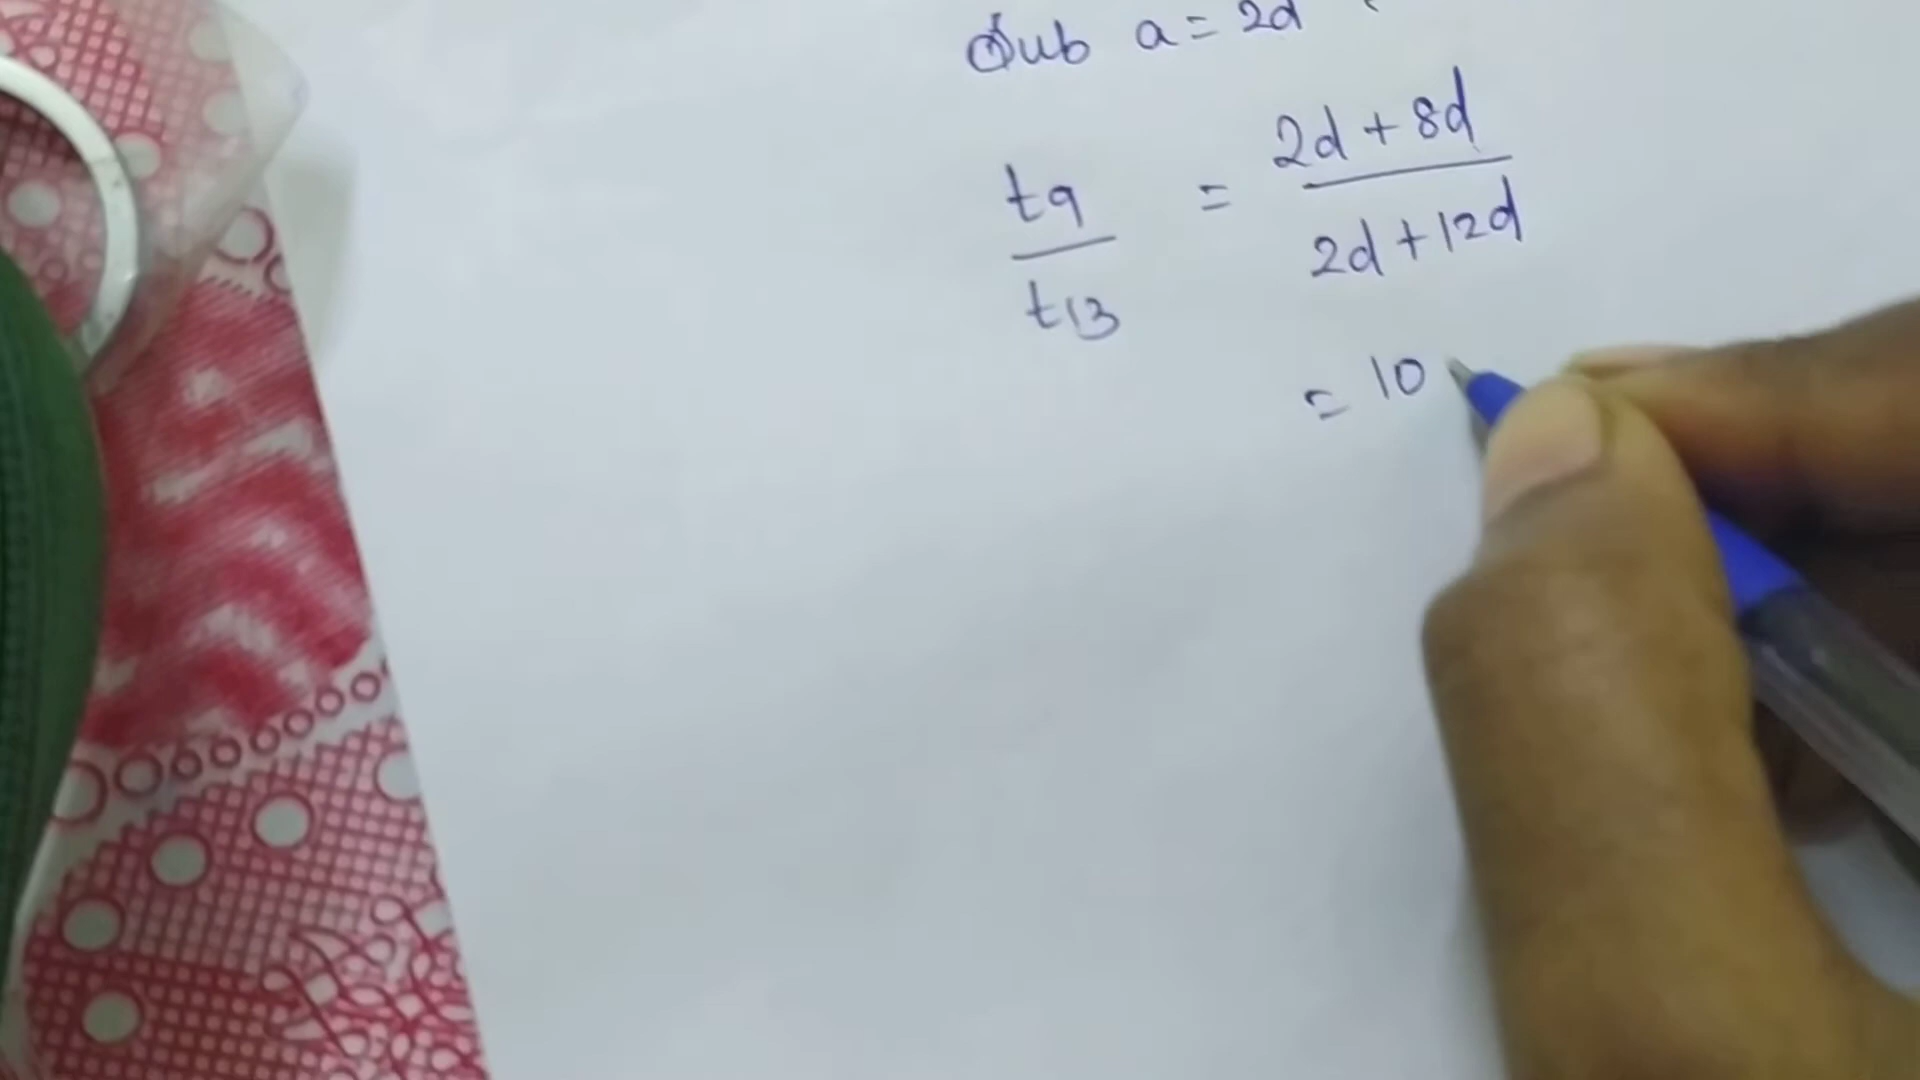 Sub a = 2d
t9/t13 = (2d + 8d)/(2d + 12d)
= 10